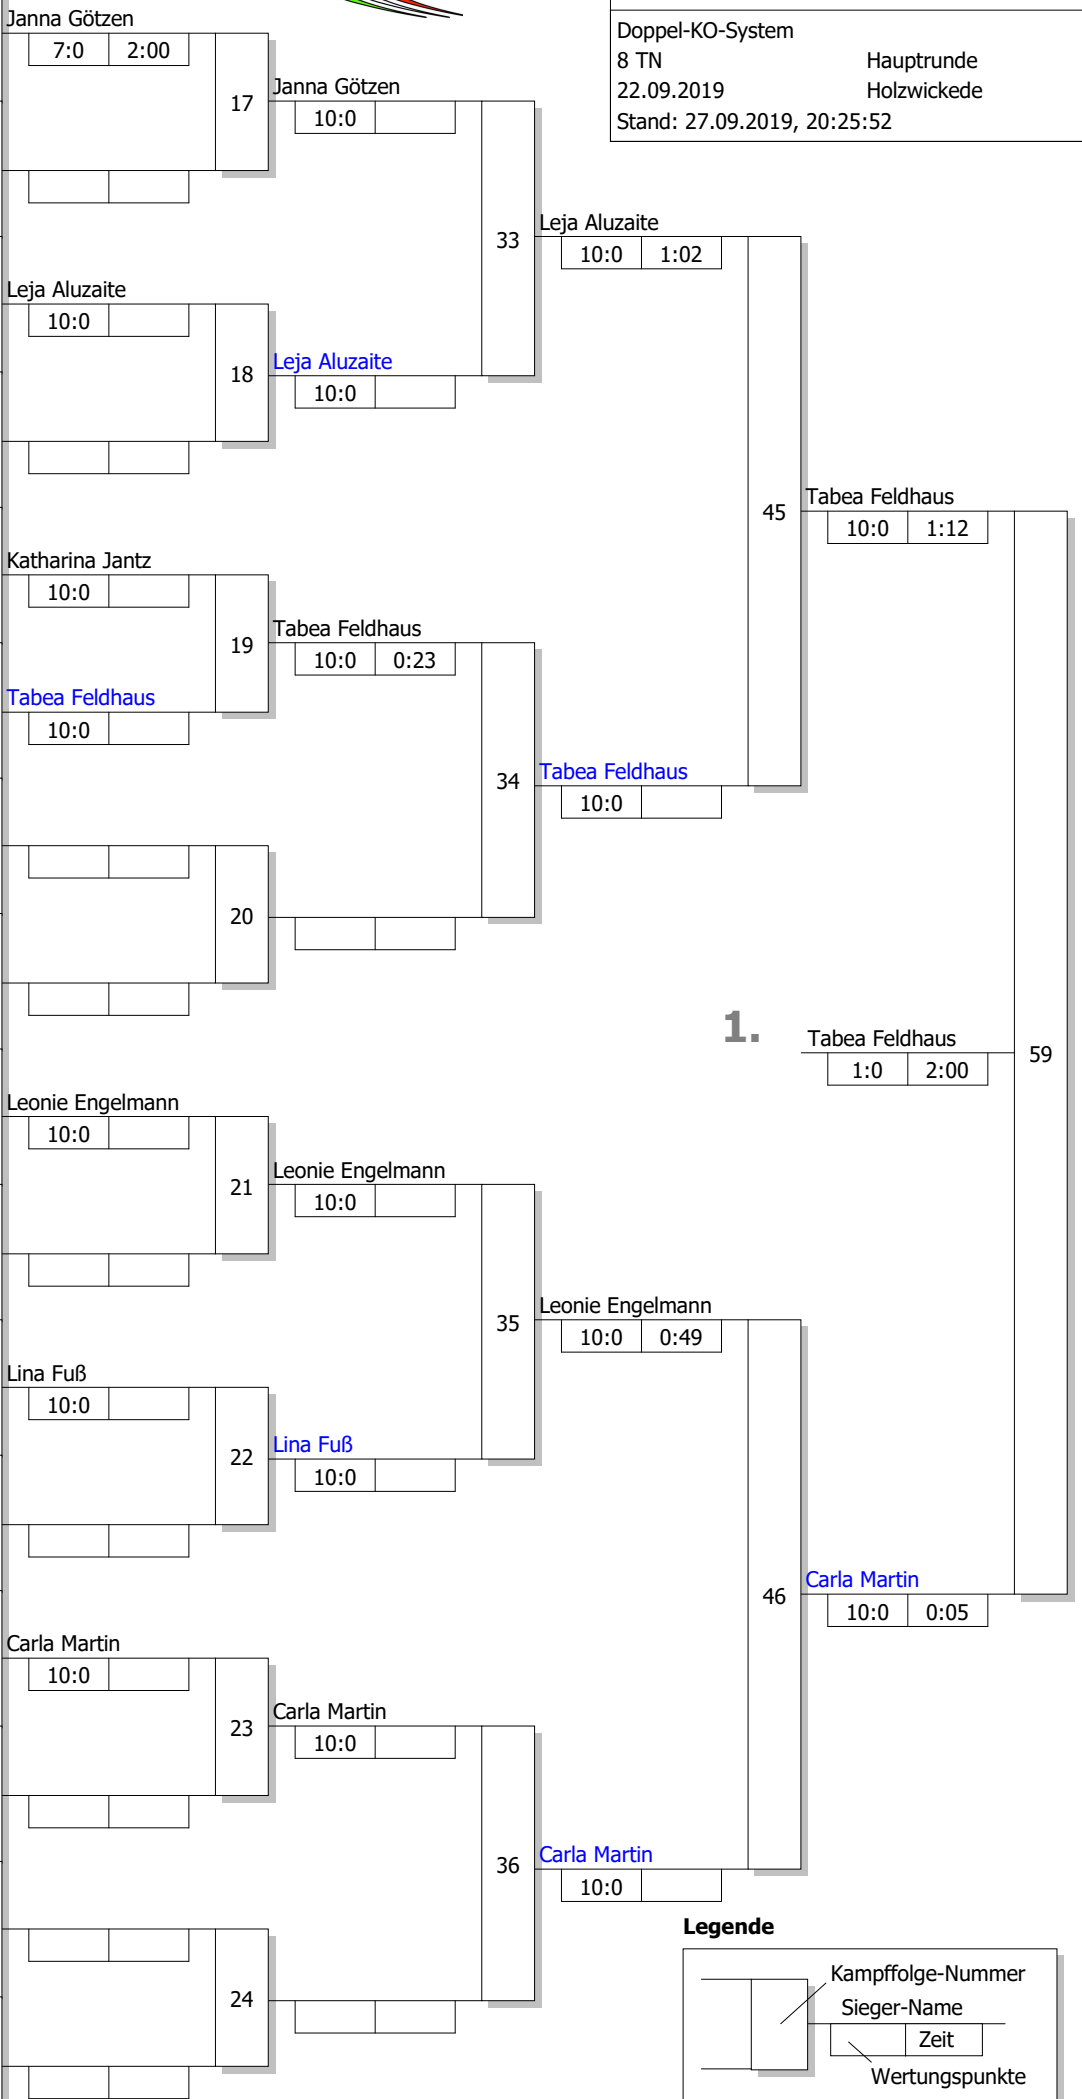 Janna Götzen
7:0 2:00
17
Doppel-KO-System
8 TN Hauptrunde
22.09.2019 Holzwickede
Stand: 27.09.2019, 20:25:52
Janna Götzen
10:0
33
Leja Aluzaite
10:0 1:02
Leja Aluzaite
10:0
18
Leja Aluzaite
10:0
45
Tabea Feldhaus
10:0 1:12
Katharina Jantz
10:0
19
Tabea Feldhaus
10:0 0:23
Tabea Feldhaus
10:0
34
Tabea Feldhaus
10:0
20
1.
Tabea Feldhaus
1:0 2:00
59
Leonie Engelmann
10:0
21
Leonie Engelmann
10:0
35
Leonie Engelmann
10:0 0:49
Lina Fuß
10:0
22
Lina Fuß
10:0
46
Carla Martin
10:0 0:05
Carla Martin
10:0
23
Carla Martin
10:0
36
Carla Martin
10:0
24
Legende
Kampffolge-Nummer
Sieger-Name
Zeit
Wertungspunkte